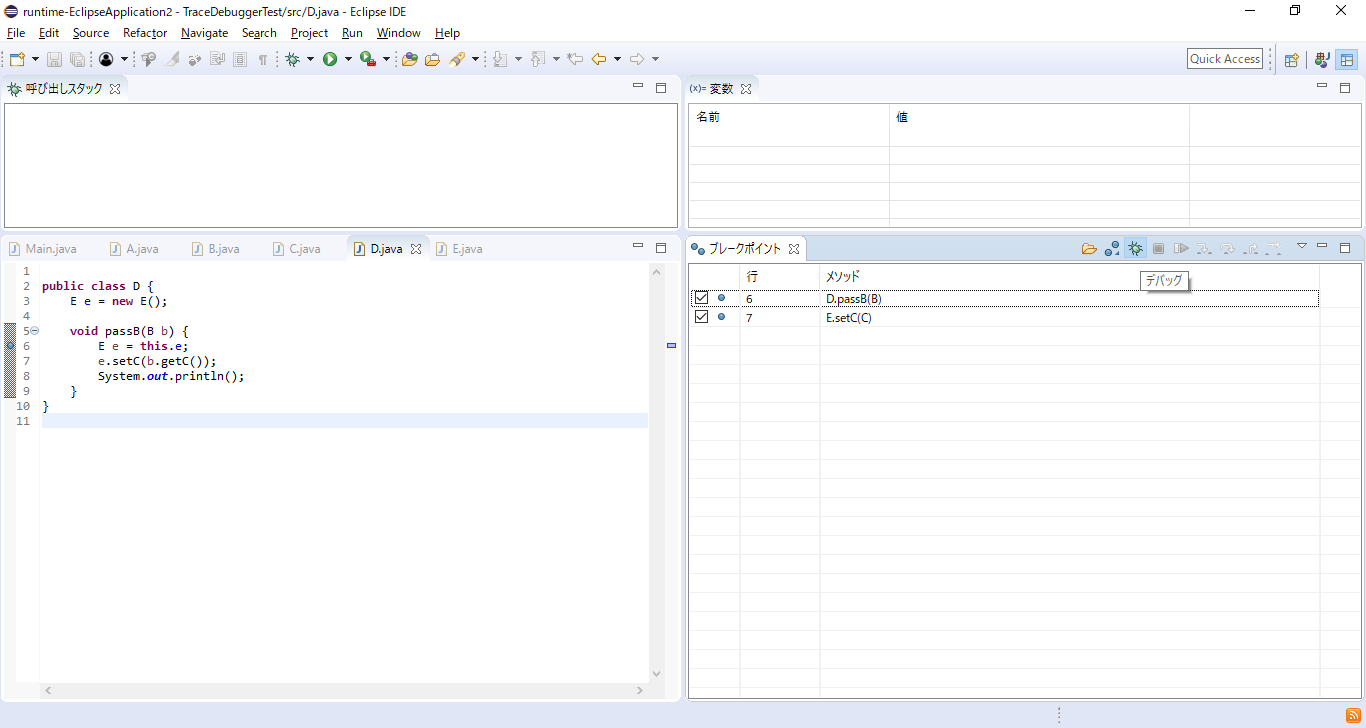 runtime-EclipseApplication2 - TraceDebuggerTest/src/D.java - Eclipse IDE
File Edit Source Refactor Navigate Search Project Run Window Help
Quick Access
呼び出しスタック
(x)= 変数
名前 値
Main.java A.java B.java C.java D.java E.java
ブレークポイント
行 メソッド
デバッグ
6 D.passB(B)
7 E.setC(C)
1
2 public class D {
3 E e = new E();
4
5 void passB(B b) {
6 E e = this.e;
7 e.setC(b.getC());
8 System.out.println();
9 }
10 }
11